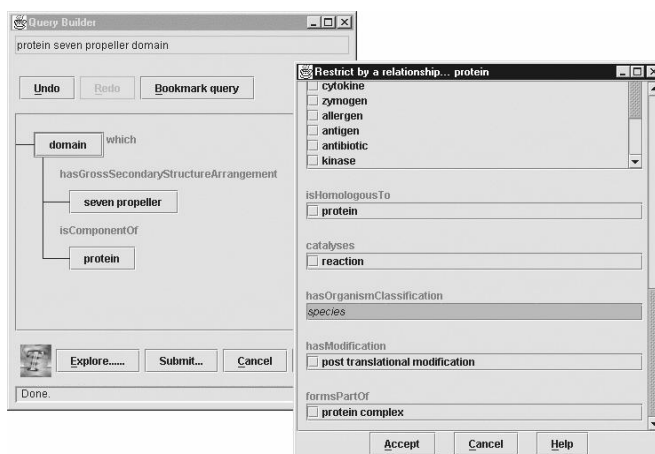 Query Builder
protein seven propeller domain
Undo
Redo
Bookmark query
domain
which
hasGrossSecondaryStructureArrangement
seven propeller
isComponentOf
protein
Explore......
Submit...
Cancel
Done.
Restrict by a relationship... protein
cytokine
zymogen
allergen
antigen
antibiotic
kinase
isHomologousTo
protein
catalyses
reaction
hasOrganismClassification
species
hasModification
post translational modification
formsPartOf
protein complex
Accept
Cancel
Help